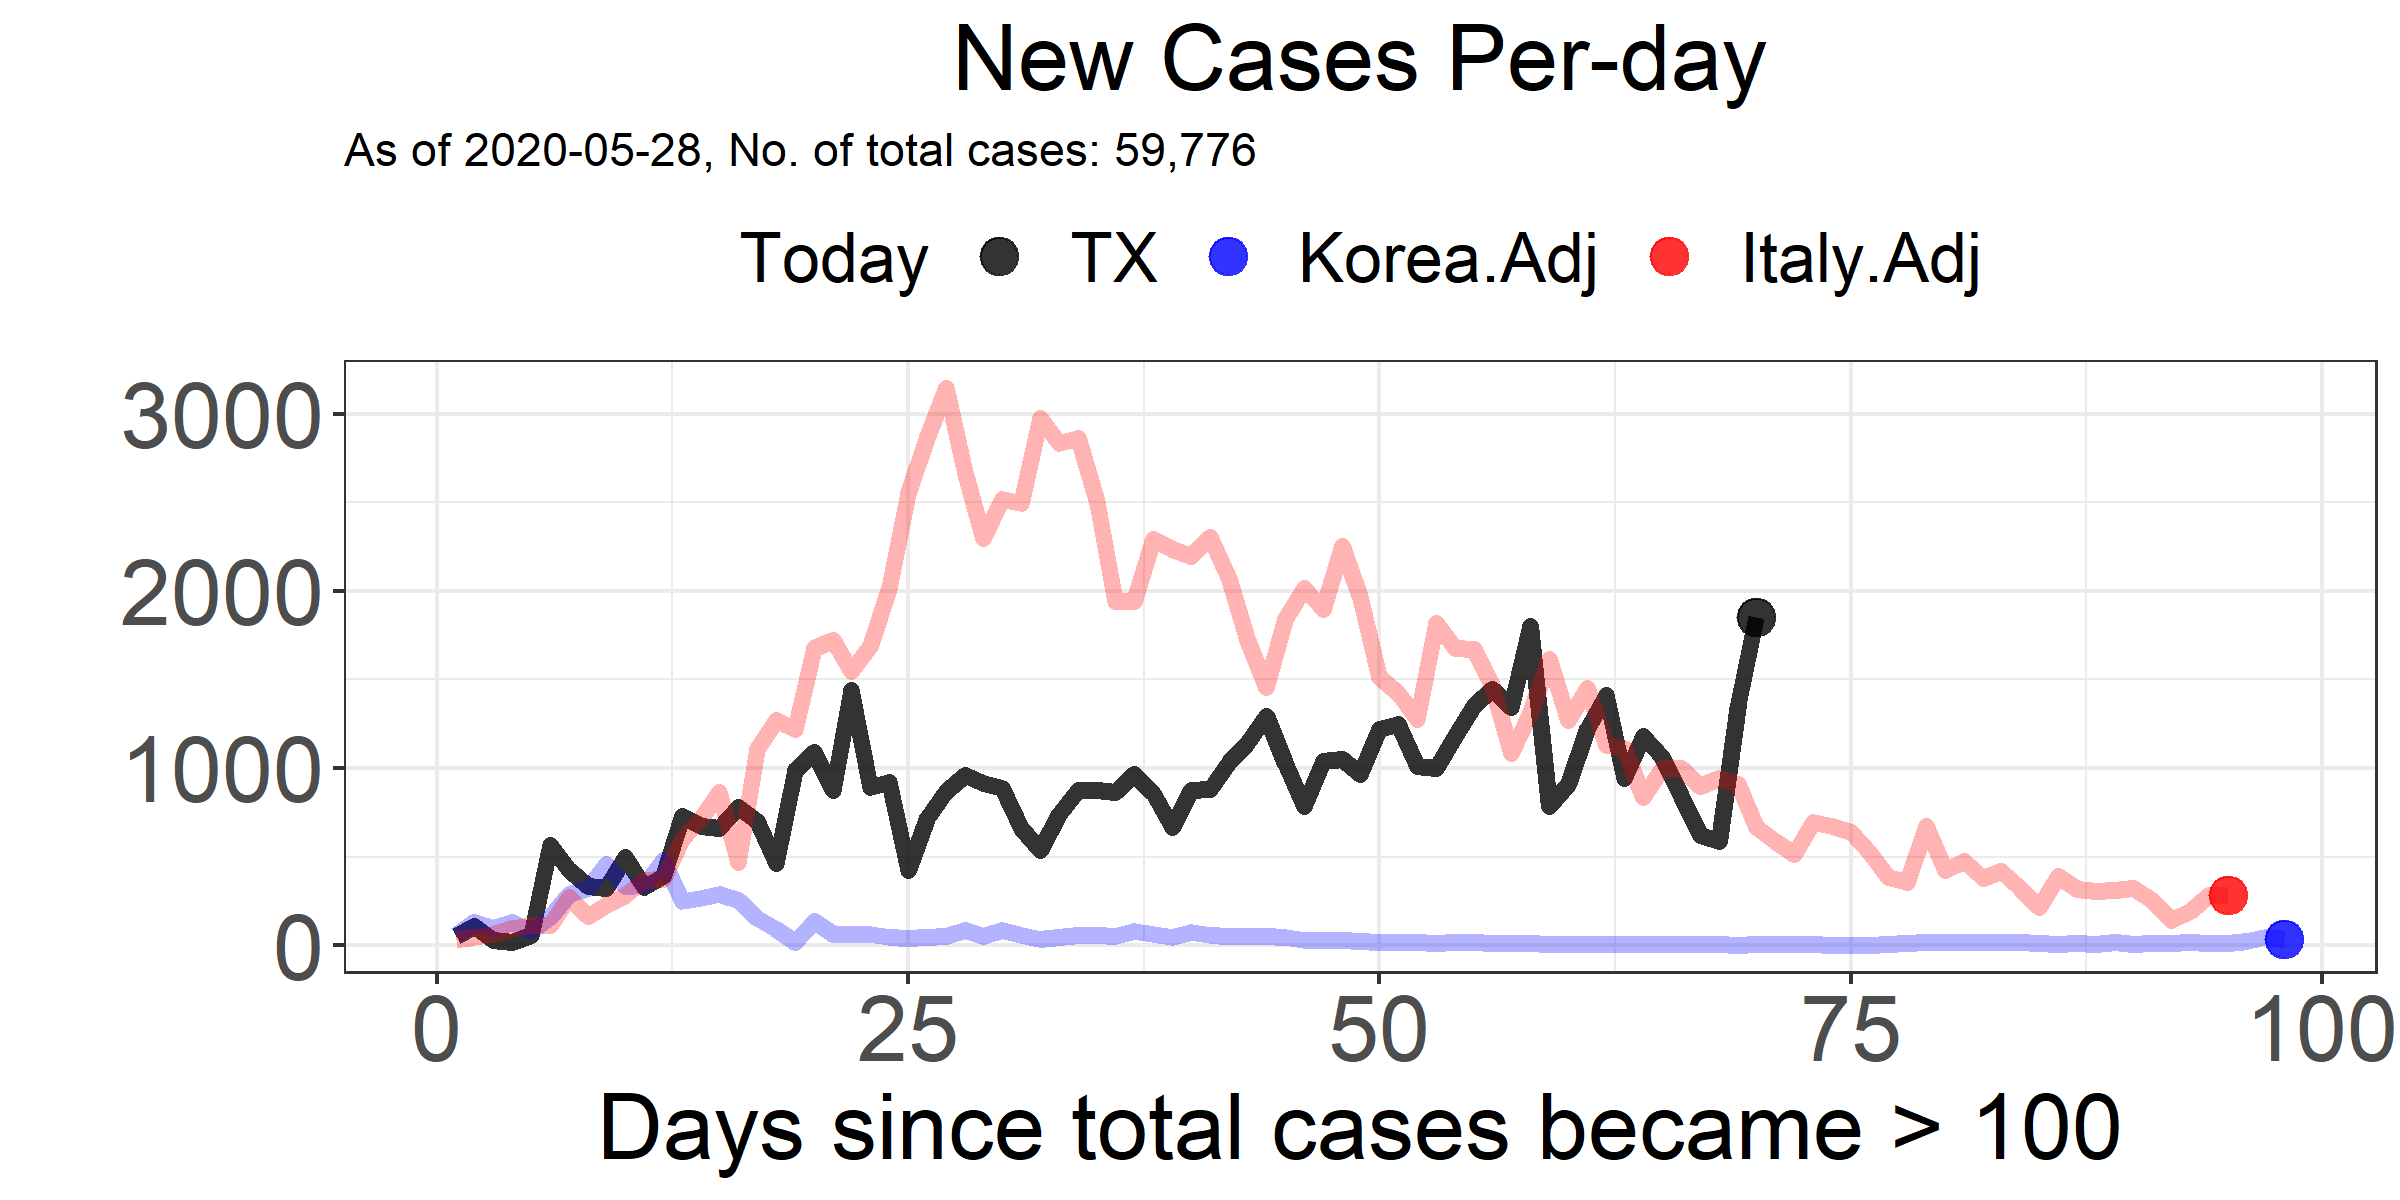 New Cases Per-day
As of 2020-05-28, No. of total cases: 59,776
Today TX Korea.Adj Italy.Adj
3000
2000
1000
0
0 25 50 75 100
Days since total cases became > 100